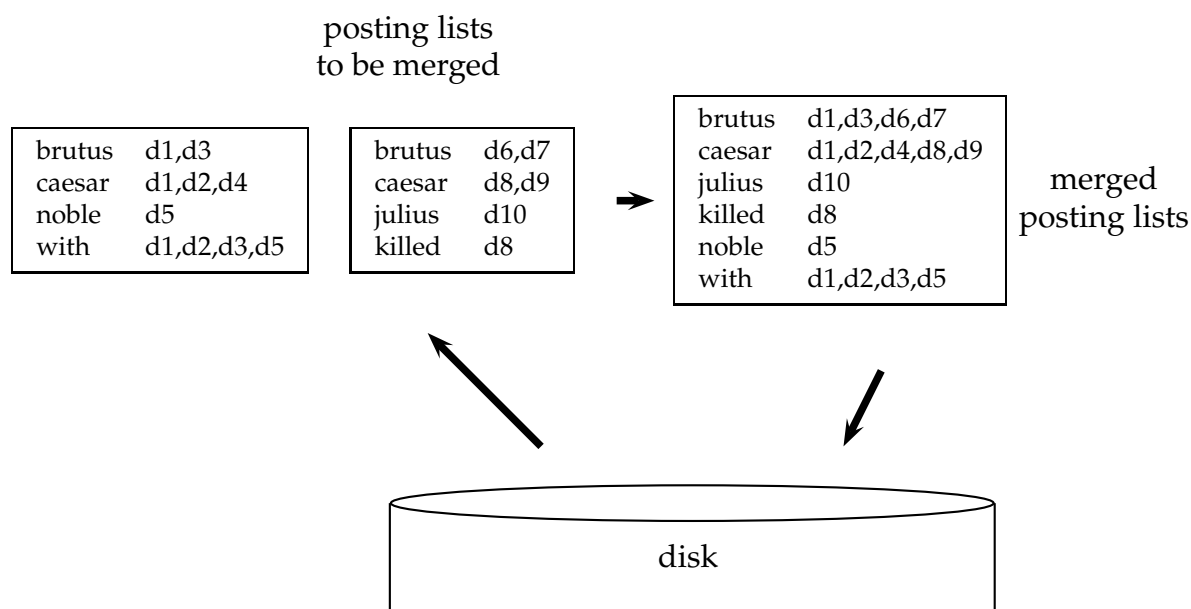 posting lists
to be merged
brutus d1,d3
caesar d1,d2,d4
noble d5
with d1,d2,d3,d5
brutus d6,d7
caesar d8,d9
julius d10
killed d8
brutus d1,d3,d6,d7
caesar d1,d2,d4,d8,d9
julius d10
killed d8
noble d5
with d1,d2,d3,d5
merged
posting lists
disk